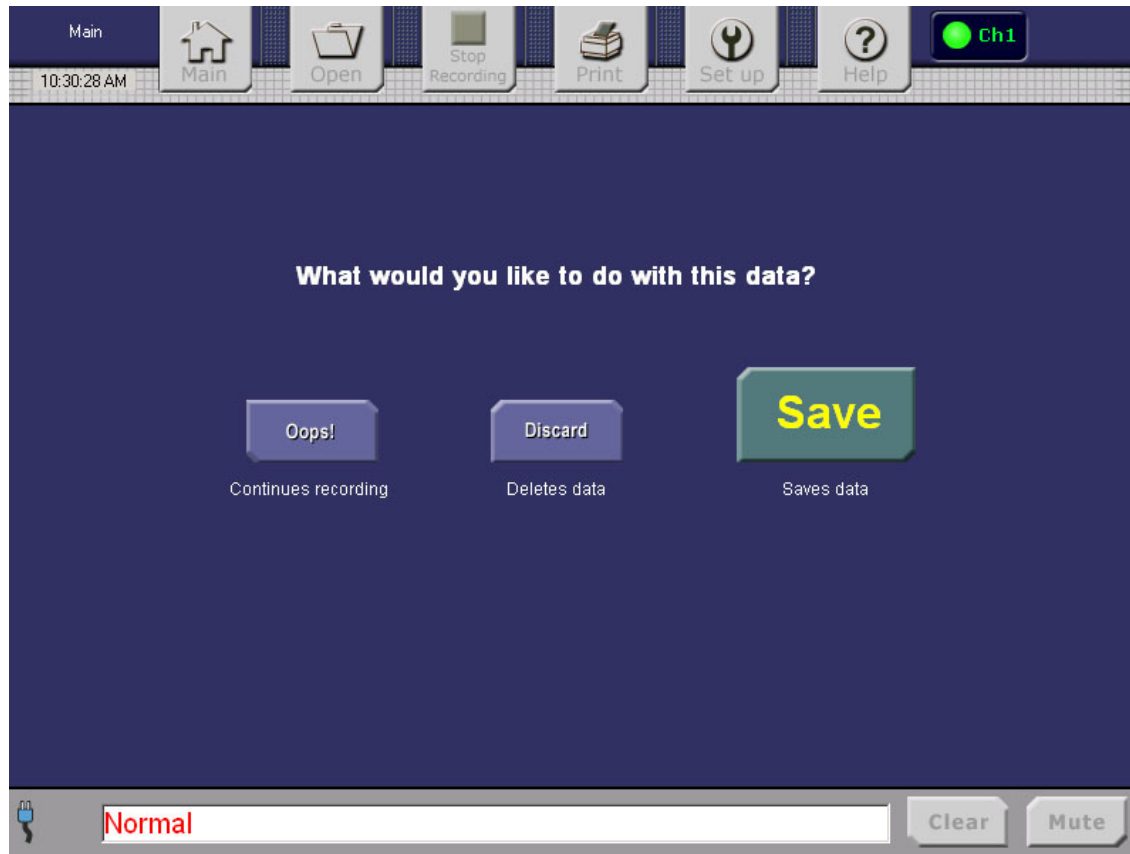 Main
10:30:28 AM
Main
Open
Stop
Recording
Print
Set up
?
Help
Ch1
What would you like to do with this data?
Oops!
Discard
Save
Continues recording
Deletes data
Saves data
Normal
Clear
Mute